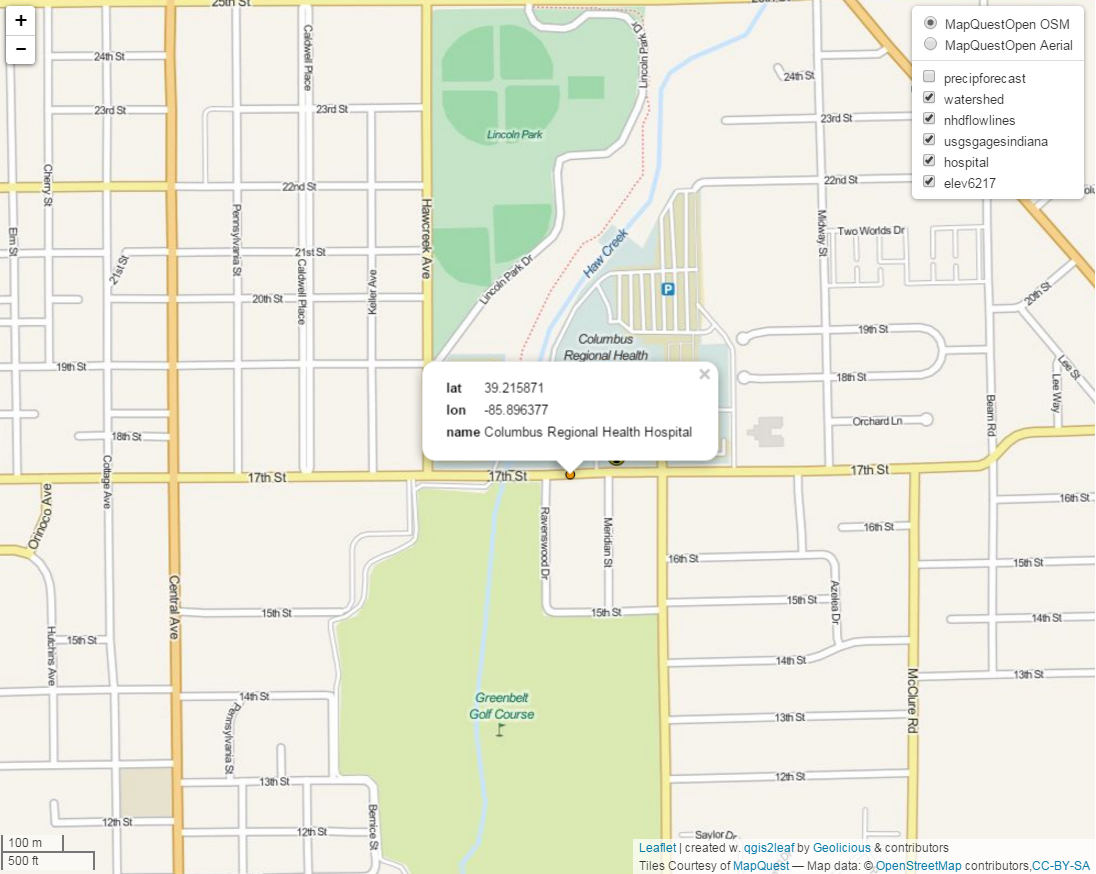 25th St
+
−
MapQuestOpen OSM
MapQuestOpen Aerial
precipforecast
watershed
nhdflowlines
usgsgagesindiana
hospital
elev6217
24th St
Caldwell Place
Lincoln Park Dr
24th St
23rd St
23rd St
23rd St
Lincoln Park
Cherry St
22nd St
22nd St
Hawcreek Ave
Elm St
Pennsylvania St
21st St
21st St
Caldwell Place
Keller Ave
20th St
Haw Creek
Lincoln Park Dr
Midway St
Two Worlds Dr
20th St
P
19th St
Columbus
Regional Health
19th St
18th St
Lee St
Lee Way
lat 39.215871
lon -85.896377
name Columbus Regional Health Hospital
×
Orchard Ln
Beam Rd
18th St
Cottage Ave
17th St
17th St
17th St
Orinoco Ave
Ravenswood Dr
Meridian St
16th St
16th St
16th St
15th St
Central Ave
15th St
15th St
15th St
Azelea Dr
14th St
Hutchins Ave
15th St
14th St
13th St
McClure Rd
14th St
Pennsylvania St
Greenbelt
Golf Course
13th St
13th St
12th St
Bernice St
12th St
12th St
Saylor Dr
100 m
500 ft
Leaflet | created w. qgis2leaf by Geolicious & contributors
Tiles Courtesy of MapQuest — Map data: © OpenStreetMap contributors,CC-BY-SA